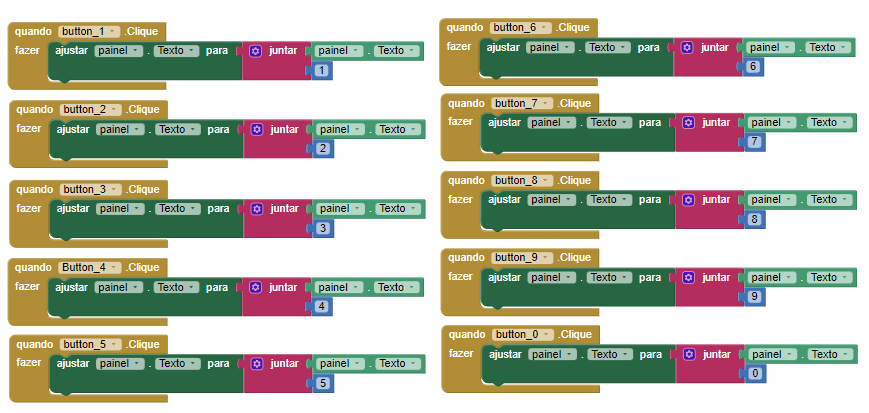 quando button_1 .Clique
fazer ajustar painel . Texto para juntar painel . Texto
1
quando button_2 .Clique
fazer ajustar painel . Texto para juntar painel . Texto
2
quando button_3 .Clique
fazer ajustar painel . Texto para juntar painel . Texto
3
quando Button_4 .Clique
fazer ajustar painel . Texto para juntar painel . Texto
4
quando button_5 .Clique
fazer ajustar painel . Texto para juntar painel . Texto
5
quando button_6 .Clique
fazer ajustar painel . Texto para juntar painel . Texto
6
quando button_7 .Clique
fazer ajustar painel . Texto para juntar painel . Texto
7
quando button_8 .Clique
fazer ajustar painel . Texto para juntar painel . Texto
8
quando button_9 .Clique
fazer ajustar painel . Texto para juntar painel . Texto
9
quando button_0 .Clique
fazer ajustar painel . Texto para juntar painel . Texto
0